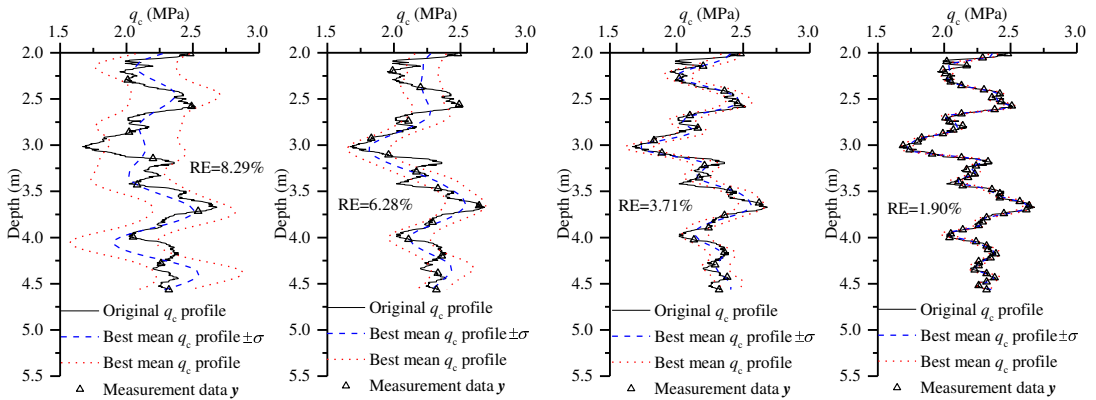 q_c (MPa)
1.5 2.0 2.5 3.0
2.0
2.5
3.0
3.5
4.0
4.5
5.0
5.5
Depth (m)
RE=8.29%
Original q_c profile
Best mean q_c profile±σ
Best mean q_c profile
Measurement data y
q_c (MPa)
1.5 2.0 2.5 3.0
2.0
2.5
3.0
3.5
4.0
4.5
5.0
5.5
Depth (m)
RE=6.28%
Original q_c profile
Best mean q_c profile±σ
Best mean q_c profile
Measurement data y
q_c (MPa)
1.5 2.0 2.5 3.0
2.0
2.5
3.0
3.5
4.0
4.5
5.0
5.5
Depth (m)
RE=3.71%
Original q_c profile
Best mean q_c profile±σ
Best mean q_c profile
Measurement data y
q_c (MPa)
1.5 2.0 2.5 3.0
2.0
2.5
3.0
3.5
4.0
4.5
5.0
5.5
Depth (m)
RE=1.90%
Original q_c profile
Best mean q_c profile±σ
Best mean q_c profile
Measurement data y